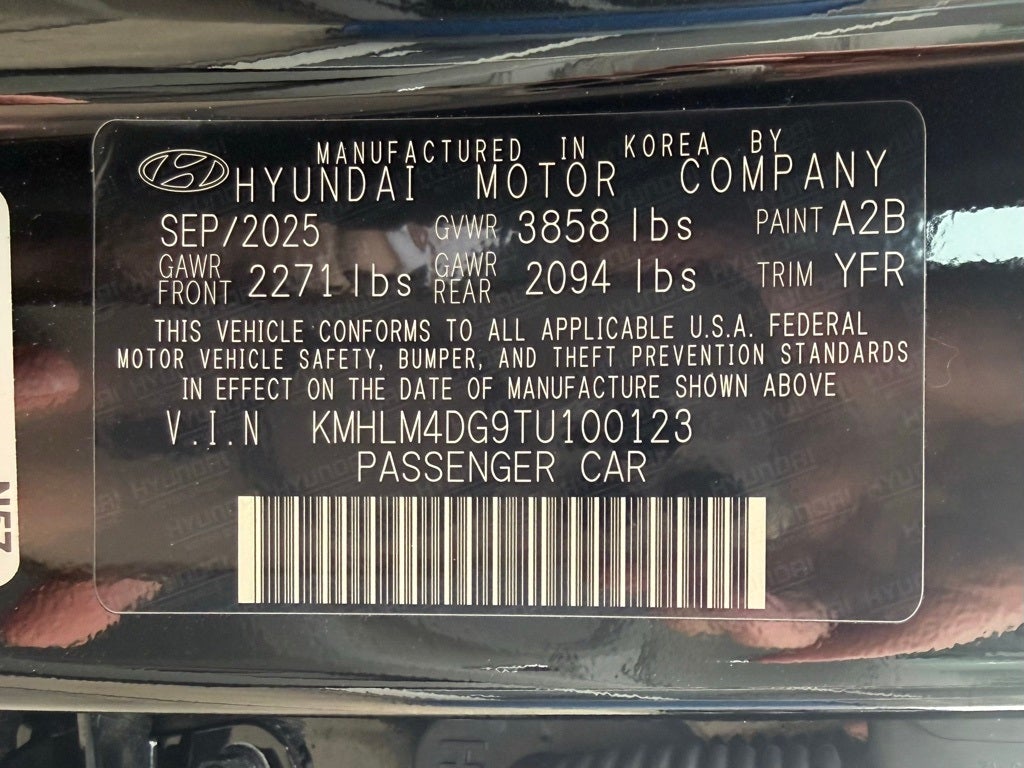 MANUFACTURED IN KOREA BY
HYUNDAI MOTOR COMPANY
SEP/2025 GVWR 3858 lbs PAINT A2B
GAWR FRONT 2271 lbs GAWR REAR 2094 lbs TRIM YFR
THIS VEHICLE CONFORMS TO ALL APPLICABLE U.S.A. FEDERAL
MOTOR VEHICLE SAFETY, BUMPER, AND THEFT PREVENTION STANDARDS
IN EFFECT ON THE DATE OF MANUFACTURE SHOWN ABOVE
V.I.N KMHLM4DG9TU100123
PASSENGER CAR